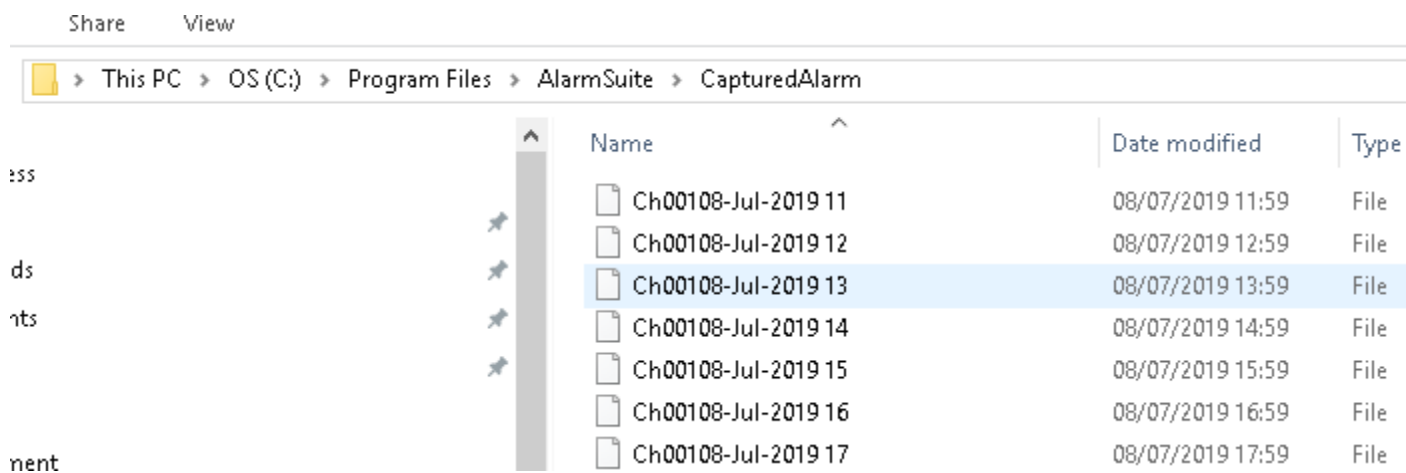 Share View
This PC > OS (C:) > Program Files > AlarmSuite > CapturedAlarm
Name Date modified Type
ess
Ch00108-Jul-2019 11 08/07/2019 11:59 File
Ch00108-Jul-2019 12 08/07/2019 12:59 File
ds
Ch00108-Jul-2019 13 08/07/2019 13:59 File
nts
Ch00108-Jul-2019 14 08/07/2019 14:59 File
Ch00108-Jul-2019 15 08/07/2019 15:59 File
Ch00108-Jul-2019 16 08/07/2019 16:59 File
ment
Ch00108-Jul-2019 17 08/07/2019 17:59 File